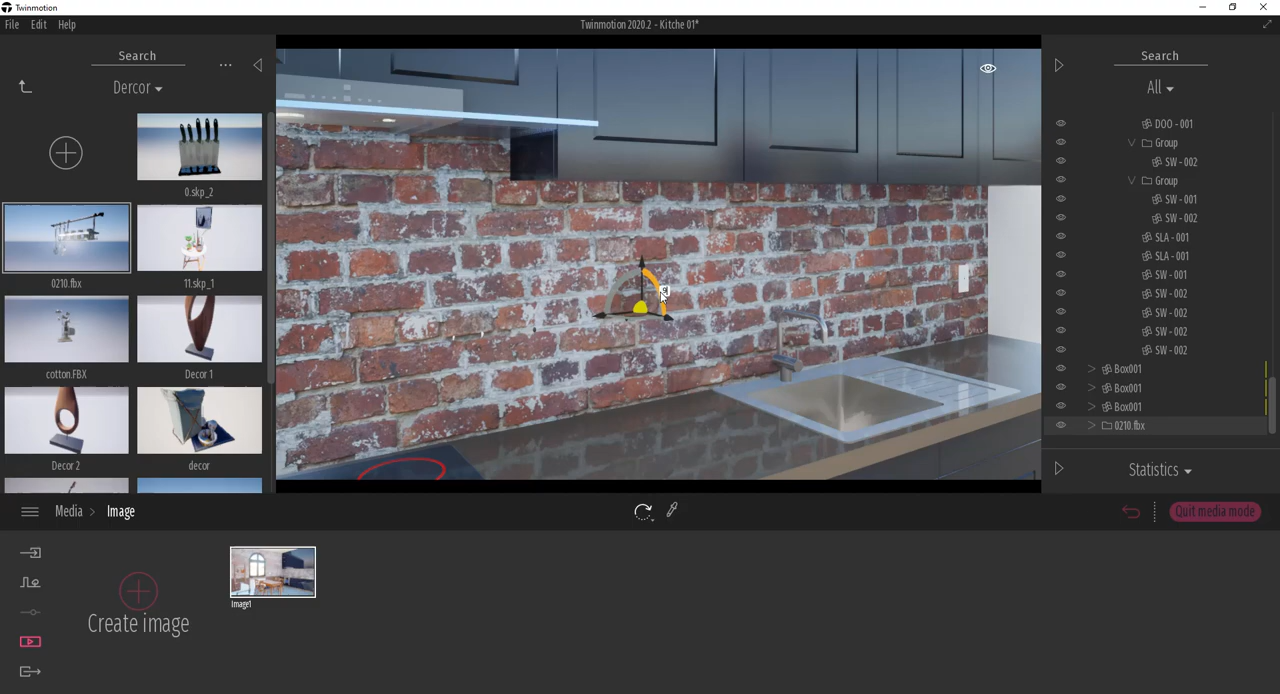 Twinmotion
File Edit Help
Twinmotion 2020.2 - Kitche 01*
Search
...
Dercor
0.skp_2
0210.fbx
11.skp_1
cotton.FBX
Decor 1
Decor 2
decor
Search
All
DOO - 001
Group
SW - 002
Group
SW - 001
SW - 002
SLA - 001
SLA - 001
SW - 001
SW - 002
SW - 002
SW - 002
SW - 002
Box001
Box001
Box001
0210.fbx
Statistics
Media > Image
Quit media mode
Create image
Image1